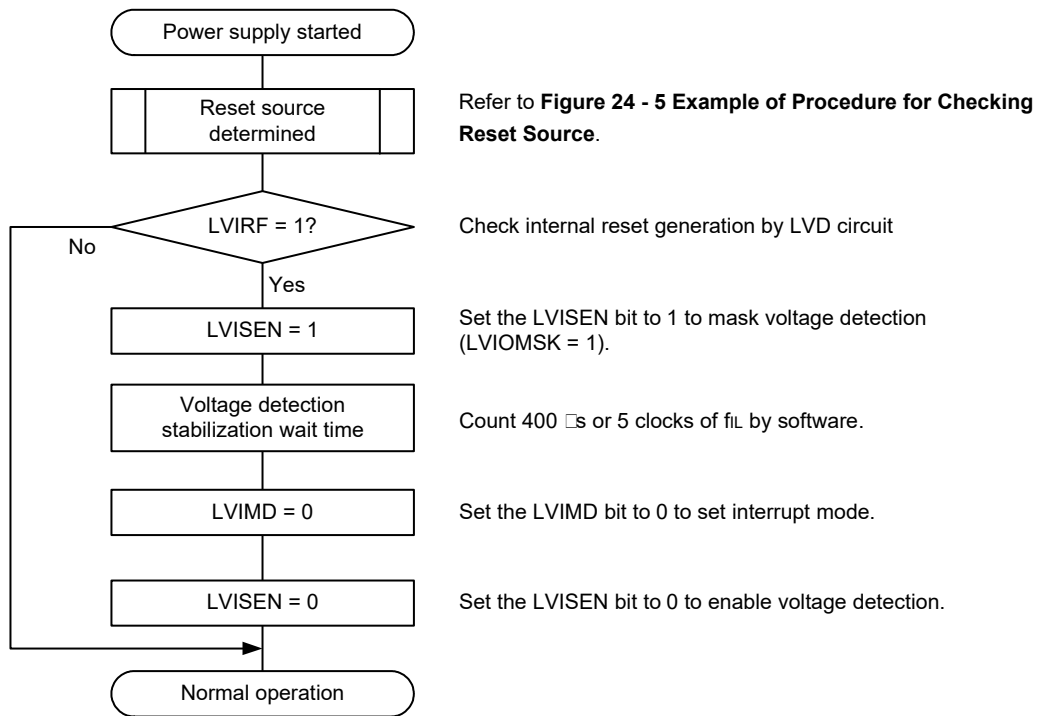 Power supply started
Reset source
determined
Refer to Figure 24 - 5 Example of Procedure for Checking
Reset Source.
LVIRF = 1?
Check internal reset generation by LVD circuit
No
Yes
LVISEN = 1
Set the LVISEN bit to 1 to mask voltage detection
(LVIOMSK = 1).
Voltage detection
stabilization wait time
Count 400 □s or 5 clocks of fIL by software.
LVIMD = 0
Set the LVIMD bit to 0 to set interrupt mode.
LVISEN = 0
Set the LVISEN bit to 0 to enable voltage detection.
Normal operation